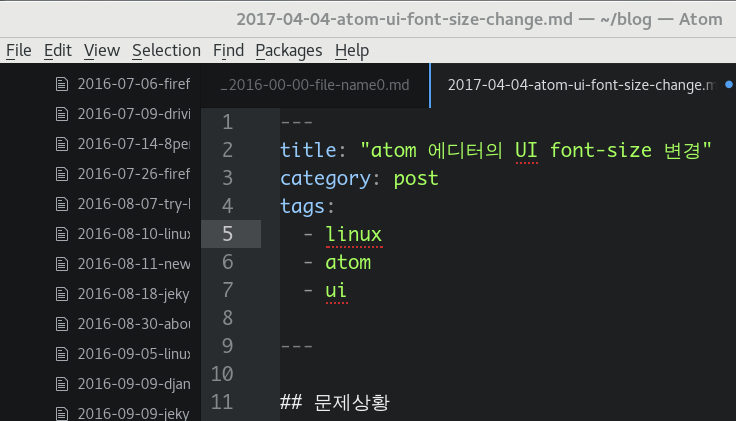 2017-04-04-atom-ui-font-size-change.md — ~/blog — Atom
File Edit View Selection Find Packages Help
2016-07-06-firef
2016-07-09-drivi
2016-07-14-8per
2016-07-26-firef
2016-08-07-try-
2016-08-10-linux
2016-08-11-new
2016-08-18-jeky
2016-08-30-abou
2016-09-05-linux
2016-09-09-djan
2016-09-09-jeky
_2016-00-00-file-name0.md
2017-04-04-atom-ui-font-size-change.m
1 ---
2 title: "atom 에디터의 UI font-size 변경"
3 category: post
4 tags:
5 - linux
6 - atom
7 - ui
8
9 ---
10
11 ## 문제상황